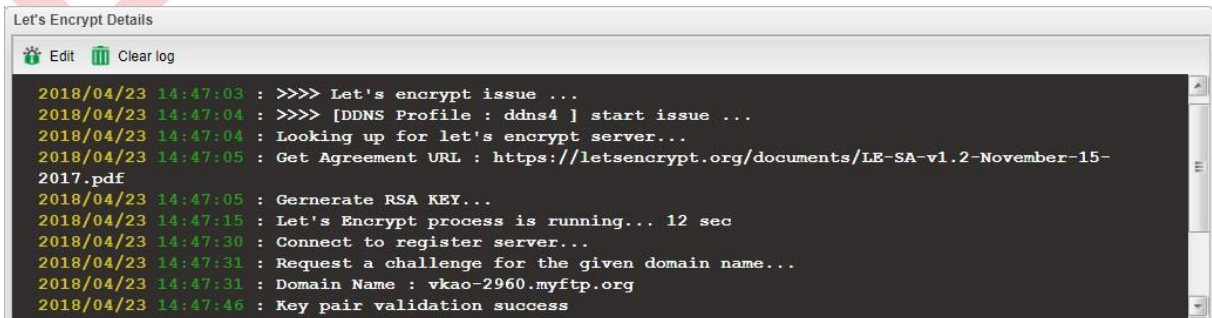 Let's Encrypt Details
Edit Clear log
2018/04/23 14:47:03 : >>>> Let's encrypt issue ...
2018/04/23 14:47:04 : >>>> [DDNS Profile : ddns4 ] start issue ...
2018/04/23 14:47:04 : Looking up for let's encrypt server...
2018/04/23 14:47:05 : Get Agreement URL : https://letsencrypt.org/documents/LE-SA-v1.2-November-15-
2017.pdf
2018/04/23 14:47:05 : Gernerate RSA KEY...
2018/04/23 14:47:15 : Let's Encrypt process is running... 12 sec
2018/04/23 14:47:30 : Connect to register server...
2018/04/23 14:47:31 : Request a challenge for the given domain name...
2018/04/23 14:47:31 : Domain Name : vkao-2960.myftp.org
2018/04/23 14:47:46 : Key pair validation success